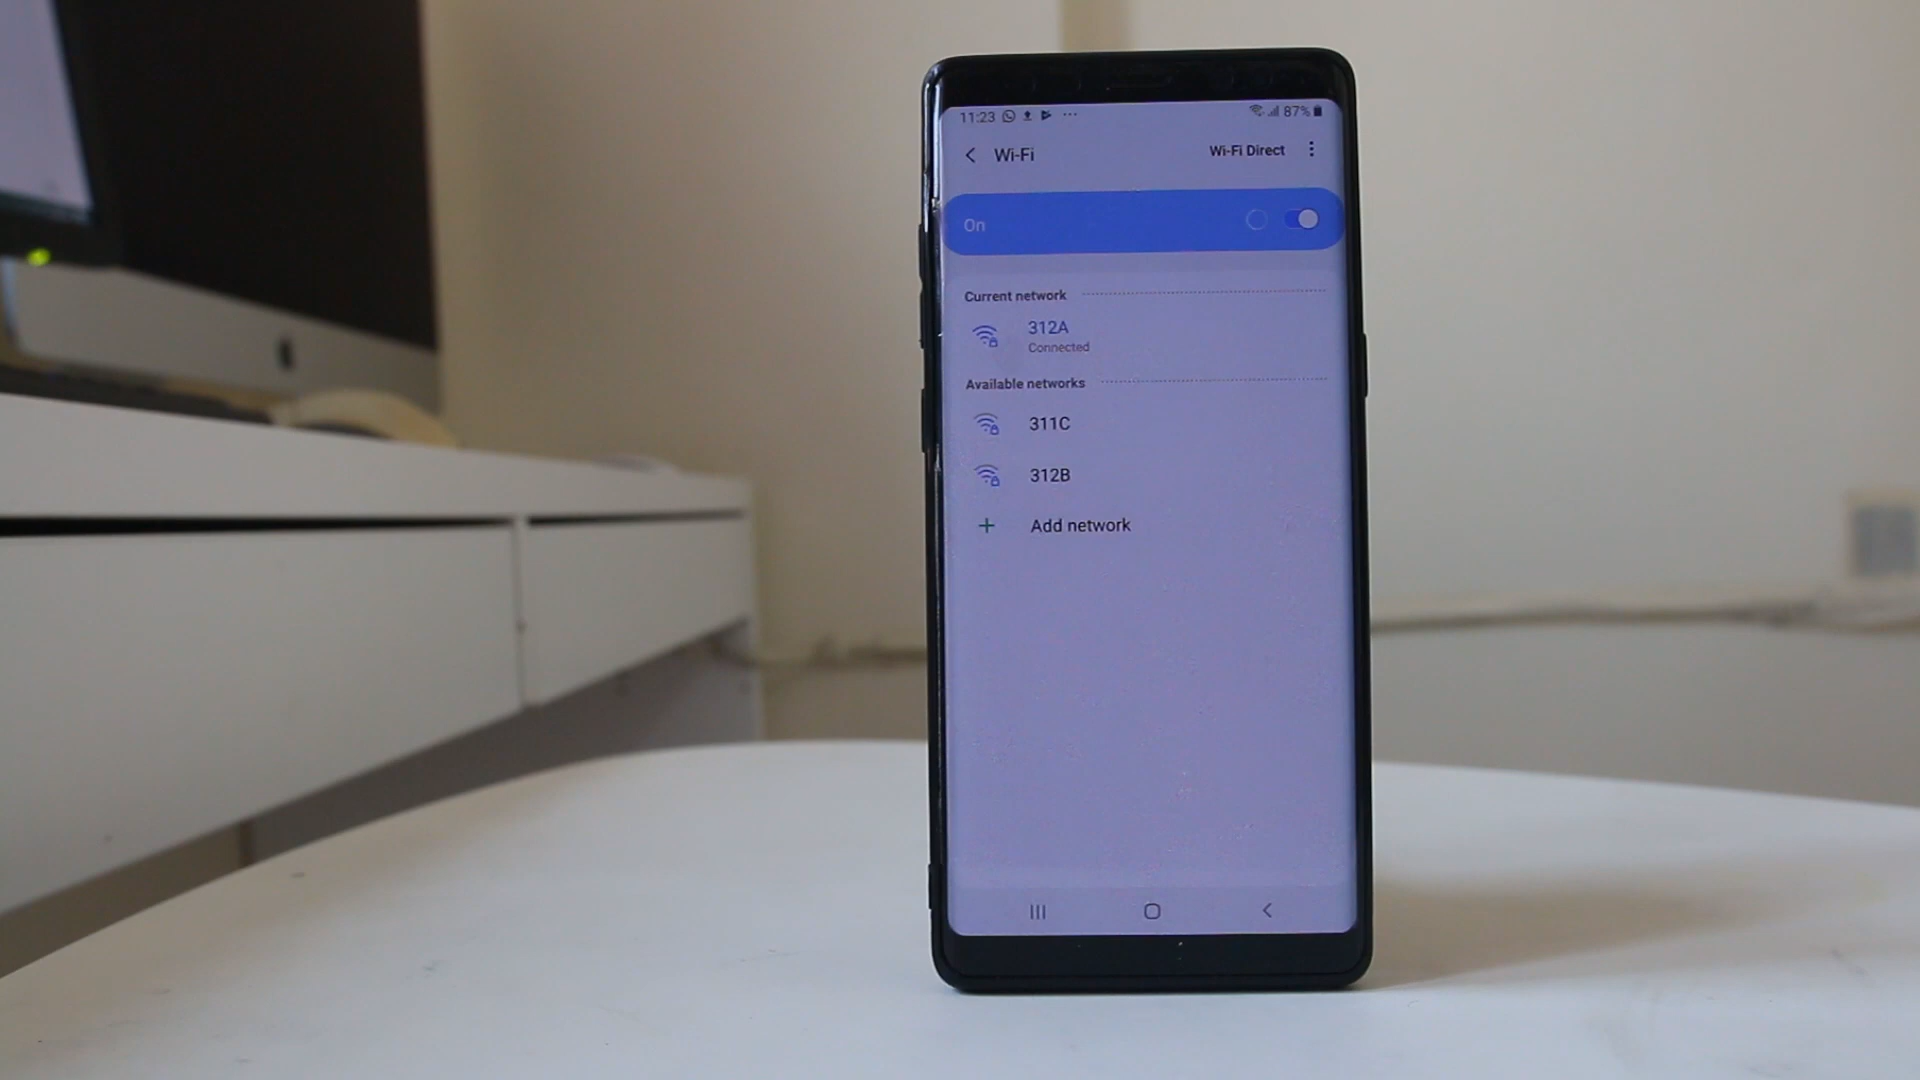 11:23 87%
Wi-Fi Wi-Fi Direct
On
Current network
312A
Connected
Available networks
311C
312B
Add network